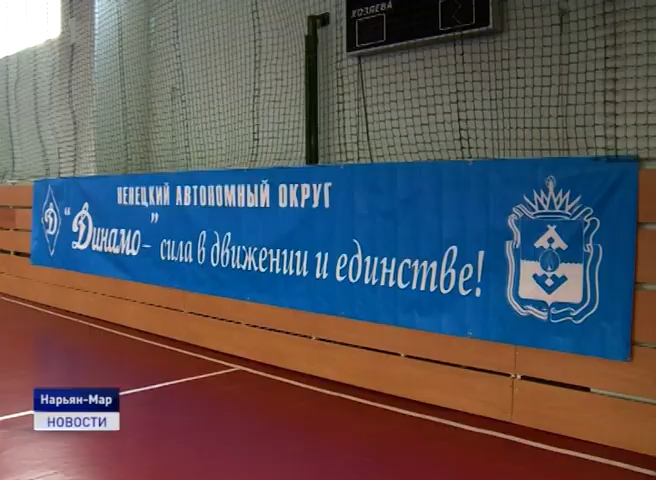 ХОЗЯЕВА
НЕНЕЦКИЙ АВТОНОМНЫЙ ОКРУГ
Д "Динамо" - сила в движении и единстве!
Нарьян-Мар
НОВОСТИ